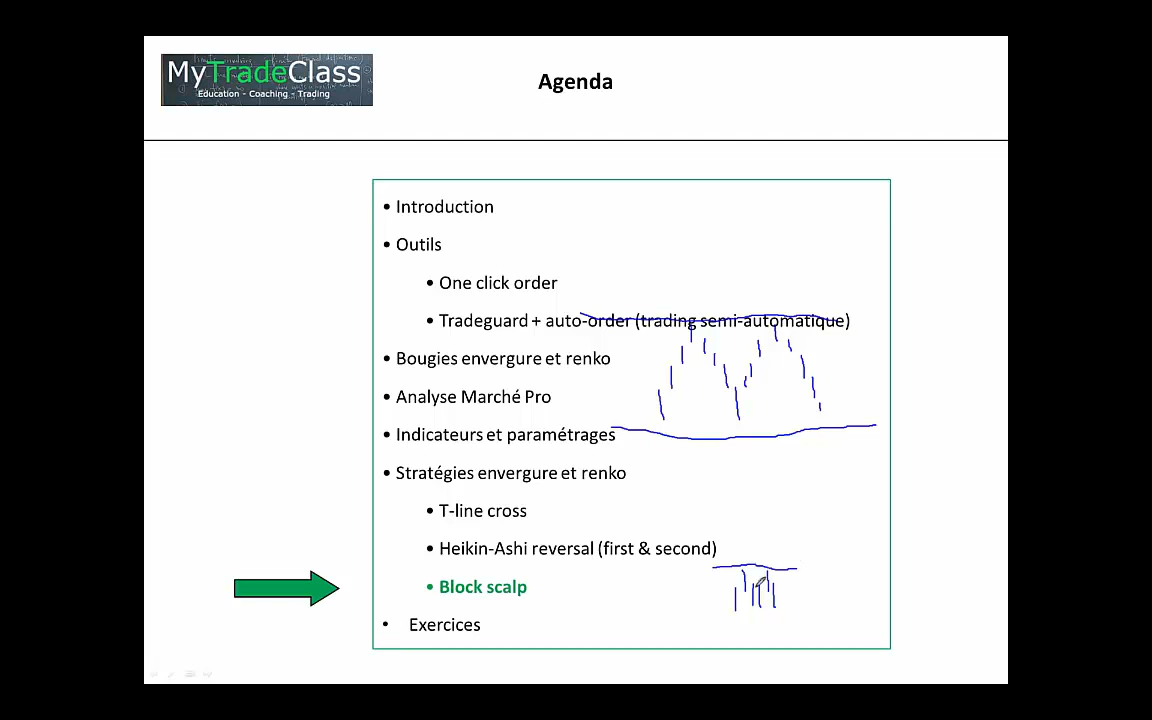 MyTradeClass
Education - Coaching - Trading
Agenda
• Introduction
• Outils
• One click order
• Tradeguard + auto-order (trading semi-automatique)
• Bougies envergure et renko
• Analyse Marché Pro
• Indicateurs et paramétrages
• Stratégies envergure et renko
• T-line cross
• Heikin-Ashi reversal (first & second)
• Block scalp
• Exercices